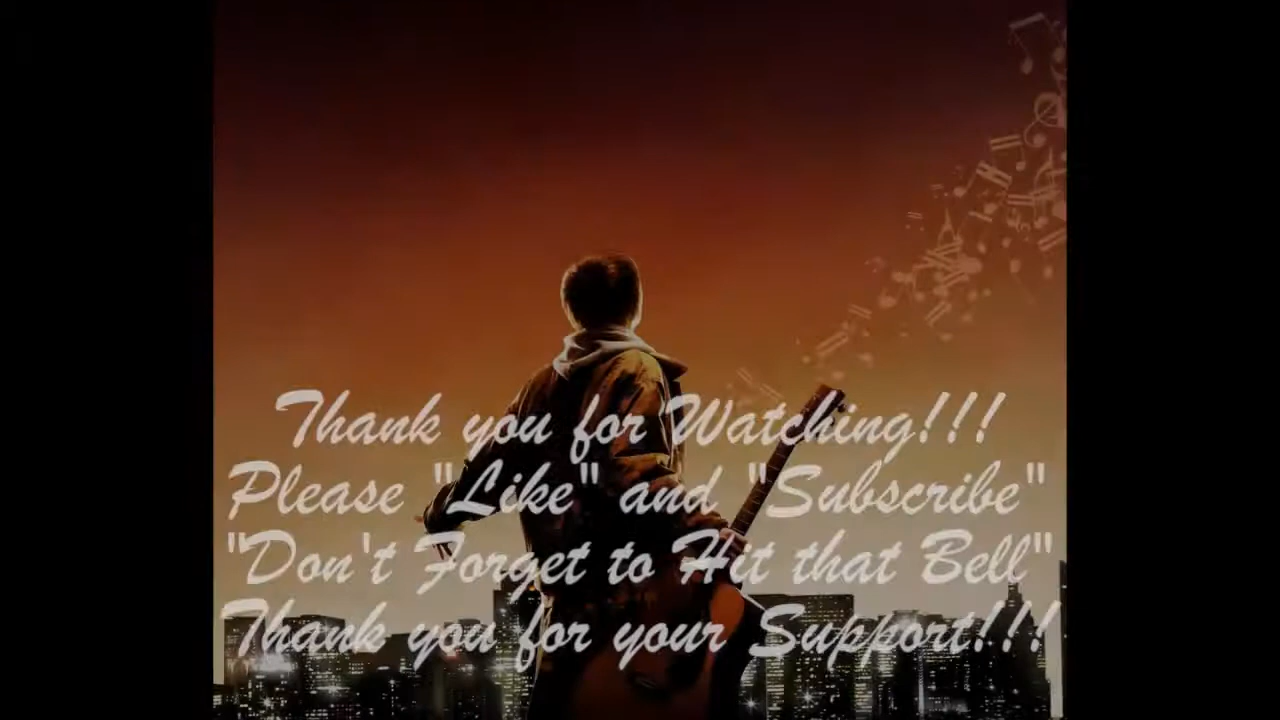 Thank you for Watching!!!
Please "Like" and "Subscribe"
"Don't Forget to Hit that Bell"
Thank you for your Support!!!